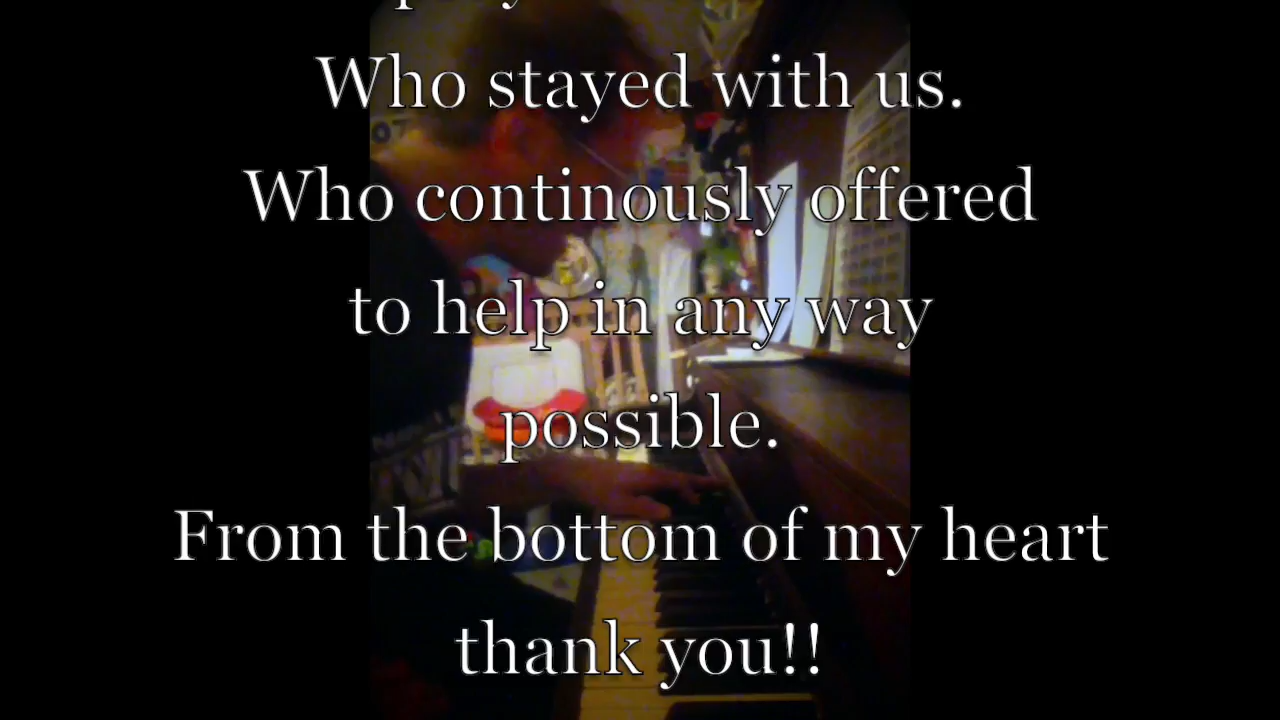 Who stayed with us.
Who continously offered
to help in any way
possible.
From the bottom of my heart
thank you!!